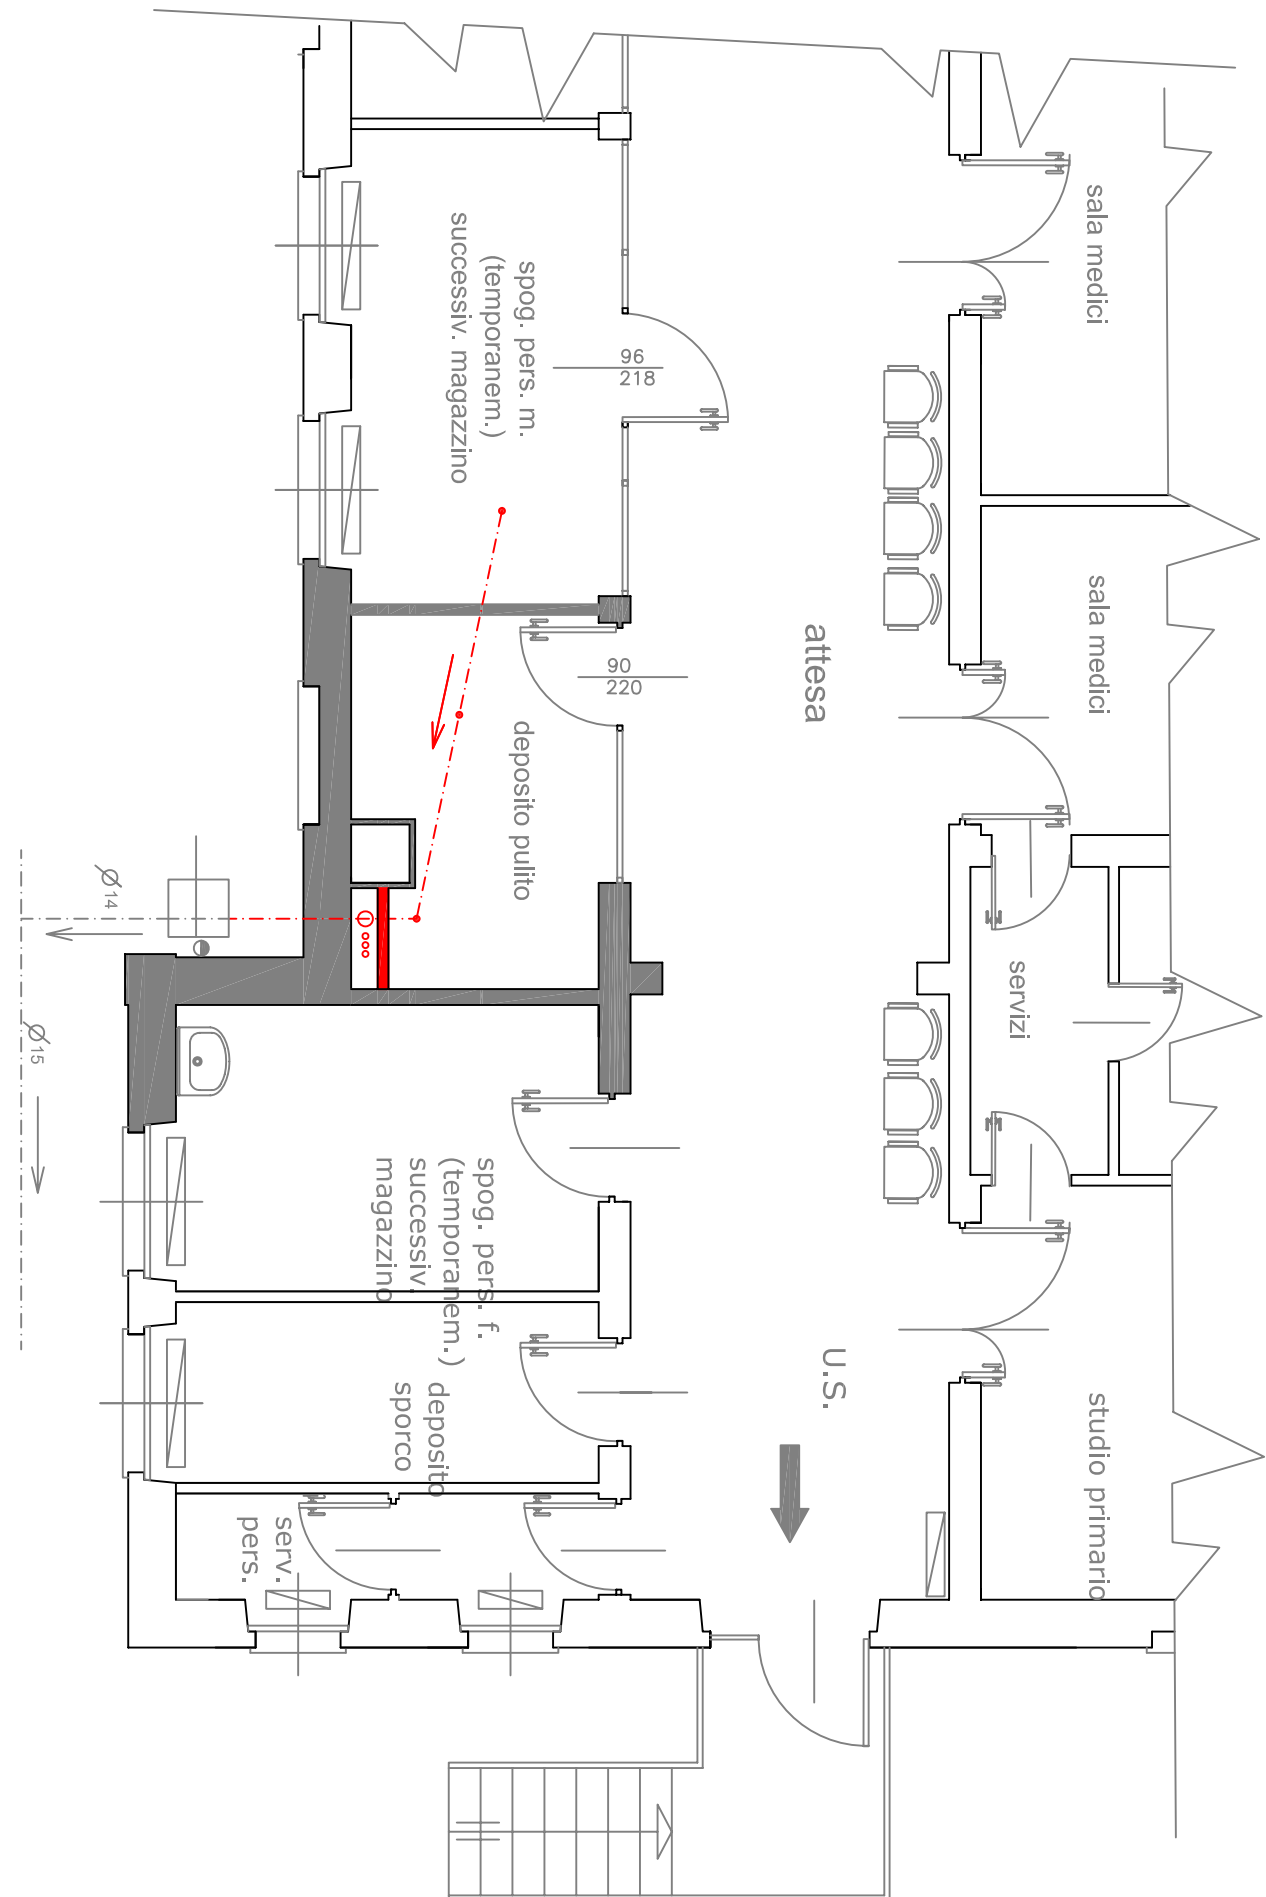 sala medici
spog. pers. m.
(temporanem.)
successiv. magazzino
96
218
sala medici
attesa
90
220
deposito pulito
Ø14
servizi
Ø15
spog. pers. f.
(temporanem.)
successiv.
magazzino
U.S.
deposito
sporco
studio primario
serv.
pers.